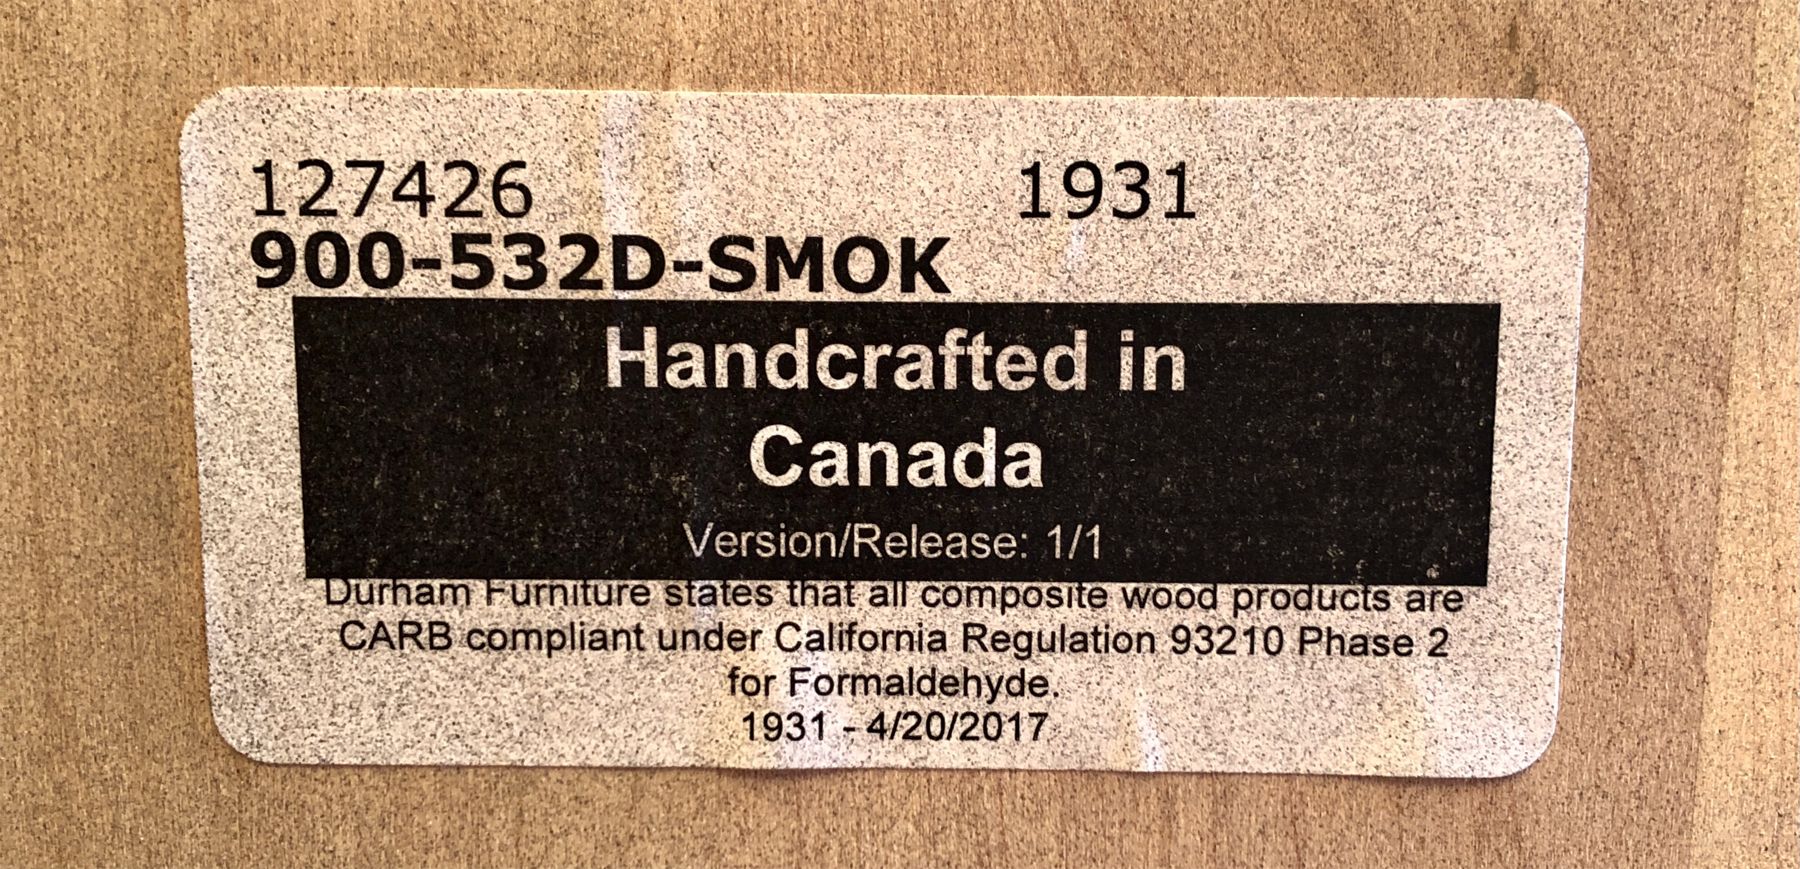 127426 1931
900-532D-SMOK
Handcrafted in
Canada
Version/Release: 1/1
Durham Furniture states that all composite wood products are
CARB compliant under California Regulation 93210 Phase 2
for Formaldehyde.
1931 - 4/20/2017